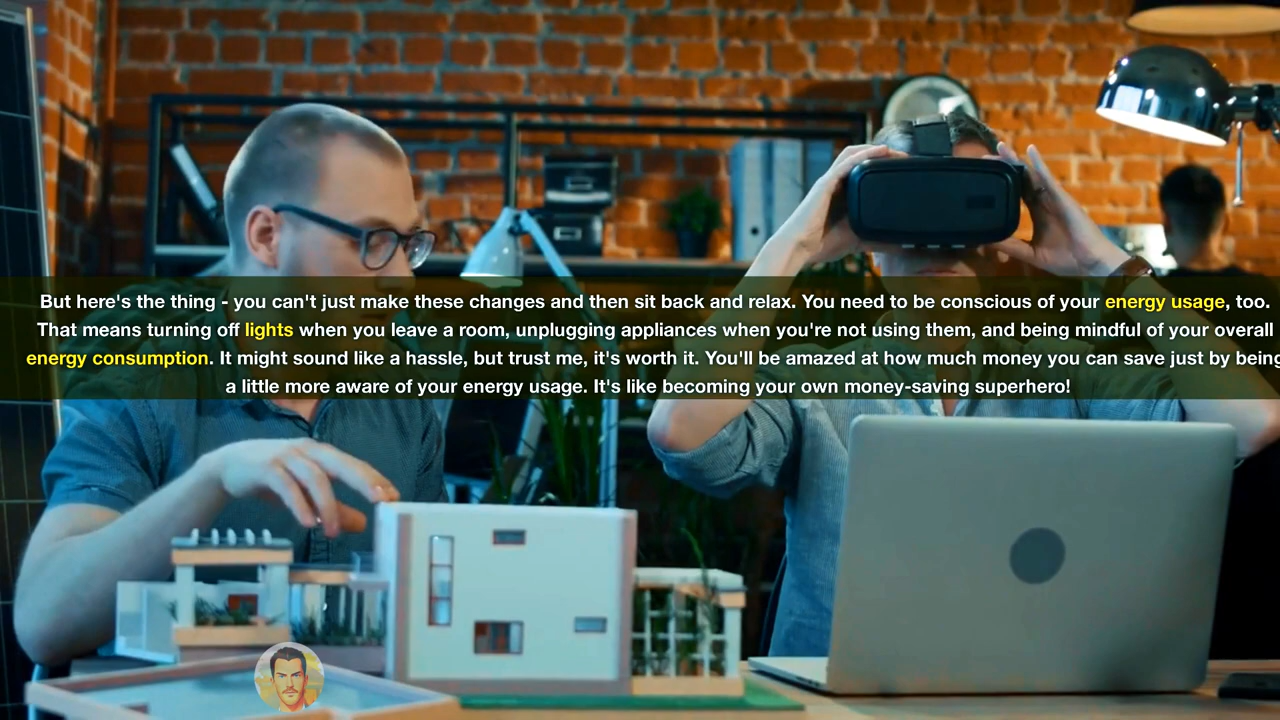 But here's the thing - you can't just make these changes and then sit back and relax. You need to be conscious of your energy usage, too.
That means turning off lights when you leave a room, unplugging appliances when you're not using them, and being mindful of your overall
energy consumption. It might sound like a hassle, but trust me, it's worth it. You'll be amazed at how much money you can save just by being
a little more aware of your energy usage. It's like becoming your own money-saving superhero!